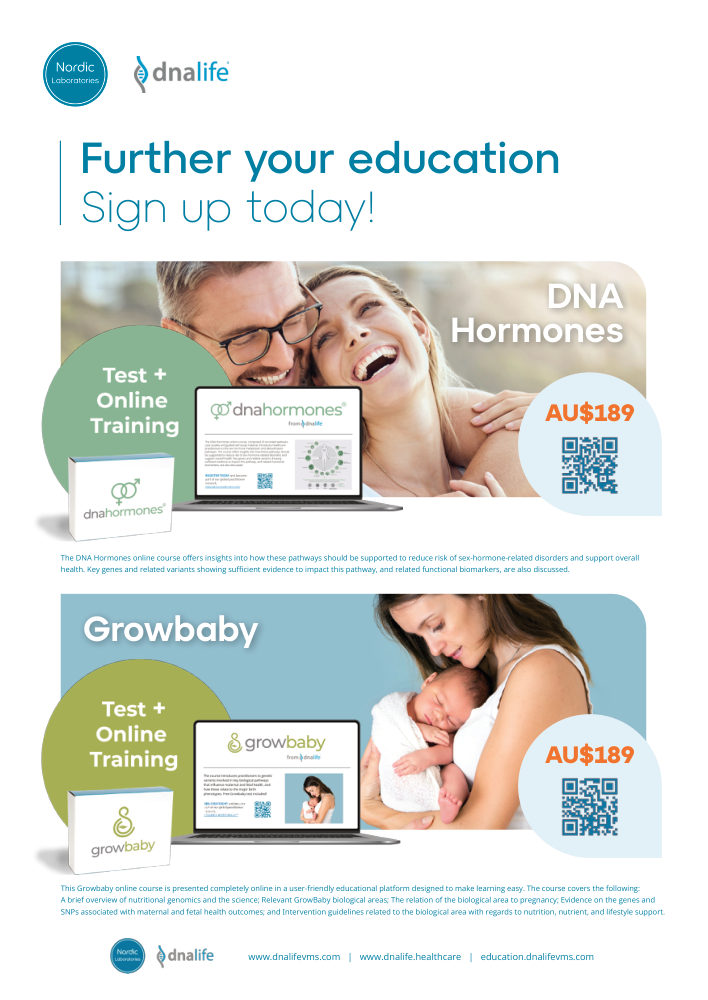 Nordic
Laboratories
dnalife
Further your education
Sign up today!
DNA
Hormones
Test +
Online
Training
AU$189
dnahormones®
from dnalife
dnahormones®
The DNA Hormones online course offers insights into how these pathways should be supported to reduce risk of sex-hormone-related disorders and support overall
health. Key genes and related variants showing sufficient evidence to impact this pathway, and related functional biomarkers, are also discussed.
Growbaby
Test +
Online
Training
AU$189
growbaby
from dnalife
growbaby
This Growbaby online course is presented completely online in a user-friendly educational platform designed to make learning easy. The course covers the following:
A brief overview of nutritional genomics and the science; Relevant GrowBaby biological areas; The relation of the biological area to pregnancy; Evidence on the genes and
SNPs associated with maternal and fetal health outcomes; and Intervention guidelines related to the biological area with regards to nutrition, nutrient, and lifestyle support.
Nordic
Laboratories
dnalife
www.dnalifevms.com | www.dnalife.healthcare | education.dnalifevms.com